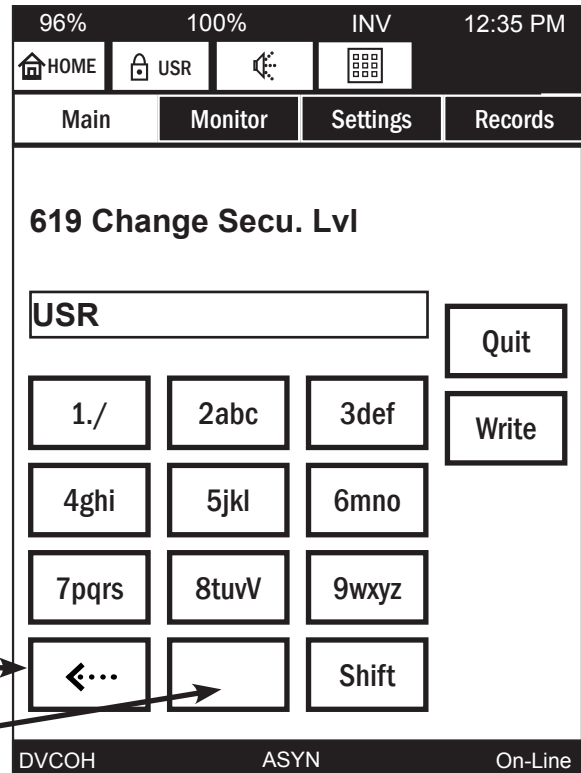 96% 100% INV 12:35 PM
HOME USR
Main Monitor Settings Records
619 Change Secu. Lvl
USR
Quit
1./ 2abc 3def
Write
4ghi 5jkl 6mno
7pqrs 8tuvV 9wxyz
Shift
DVCOH ASYN On-Line